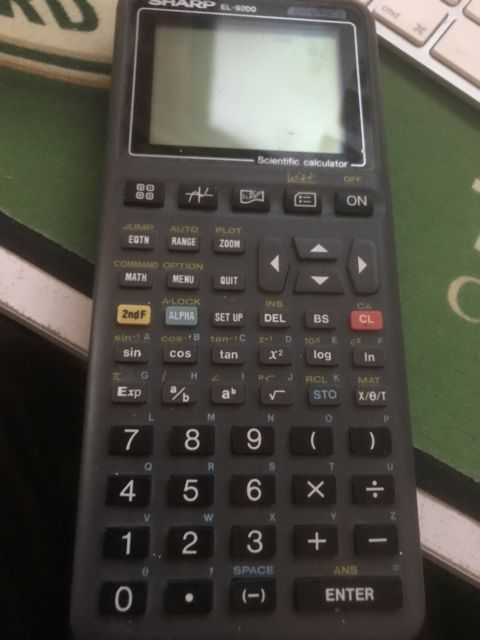 RD
cmd ⌘
SHARP EL-9200 GRAPHICS
Scientific calculator
OFF
ON
JUMP AUTO PLOT
EQTN RANGE ZOOM
COMMAND OPTION
MATH MENU QUIT
A-LOCK INS CA
2ndF ALPHA SET UP DEL BS CL
sin⁻¹ A cos⁻¹ B tan⁻¹ C x⁻¹ D 10ˣ E eˣ F
sin cos tan x² log ln
π G H ∠ I J RCL K MAT
Exp a/b aᵇ √ STO X/θ/T
L M N O P
7 8 9 ( )
Q R S T U
4 5 6 × ÷
V W X Y Z
1 2 3 + −
θ , SPACE ANS =
0 • (−) ENTER